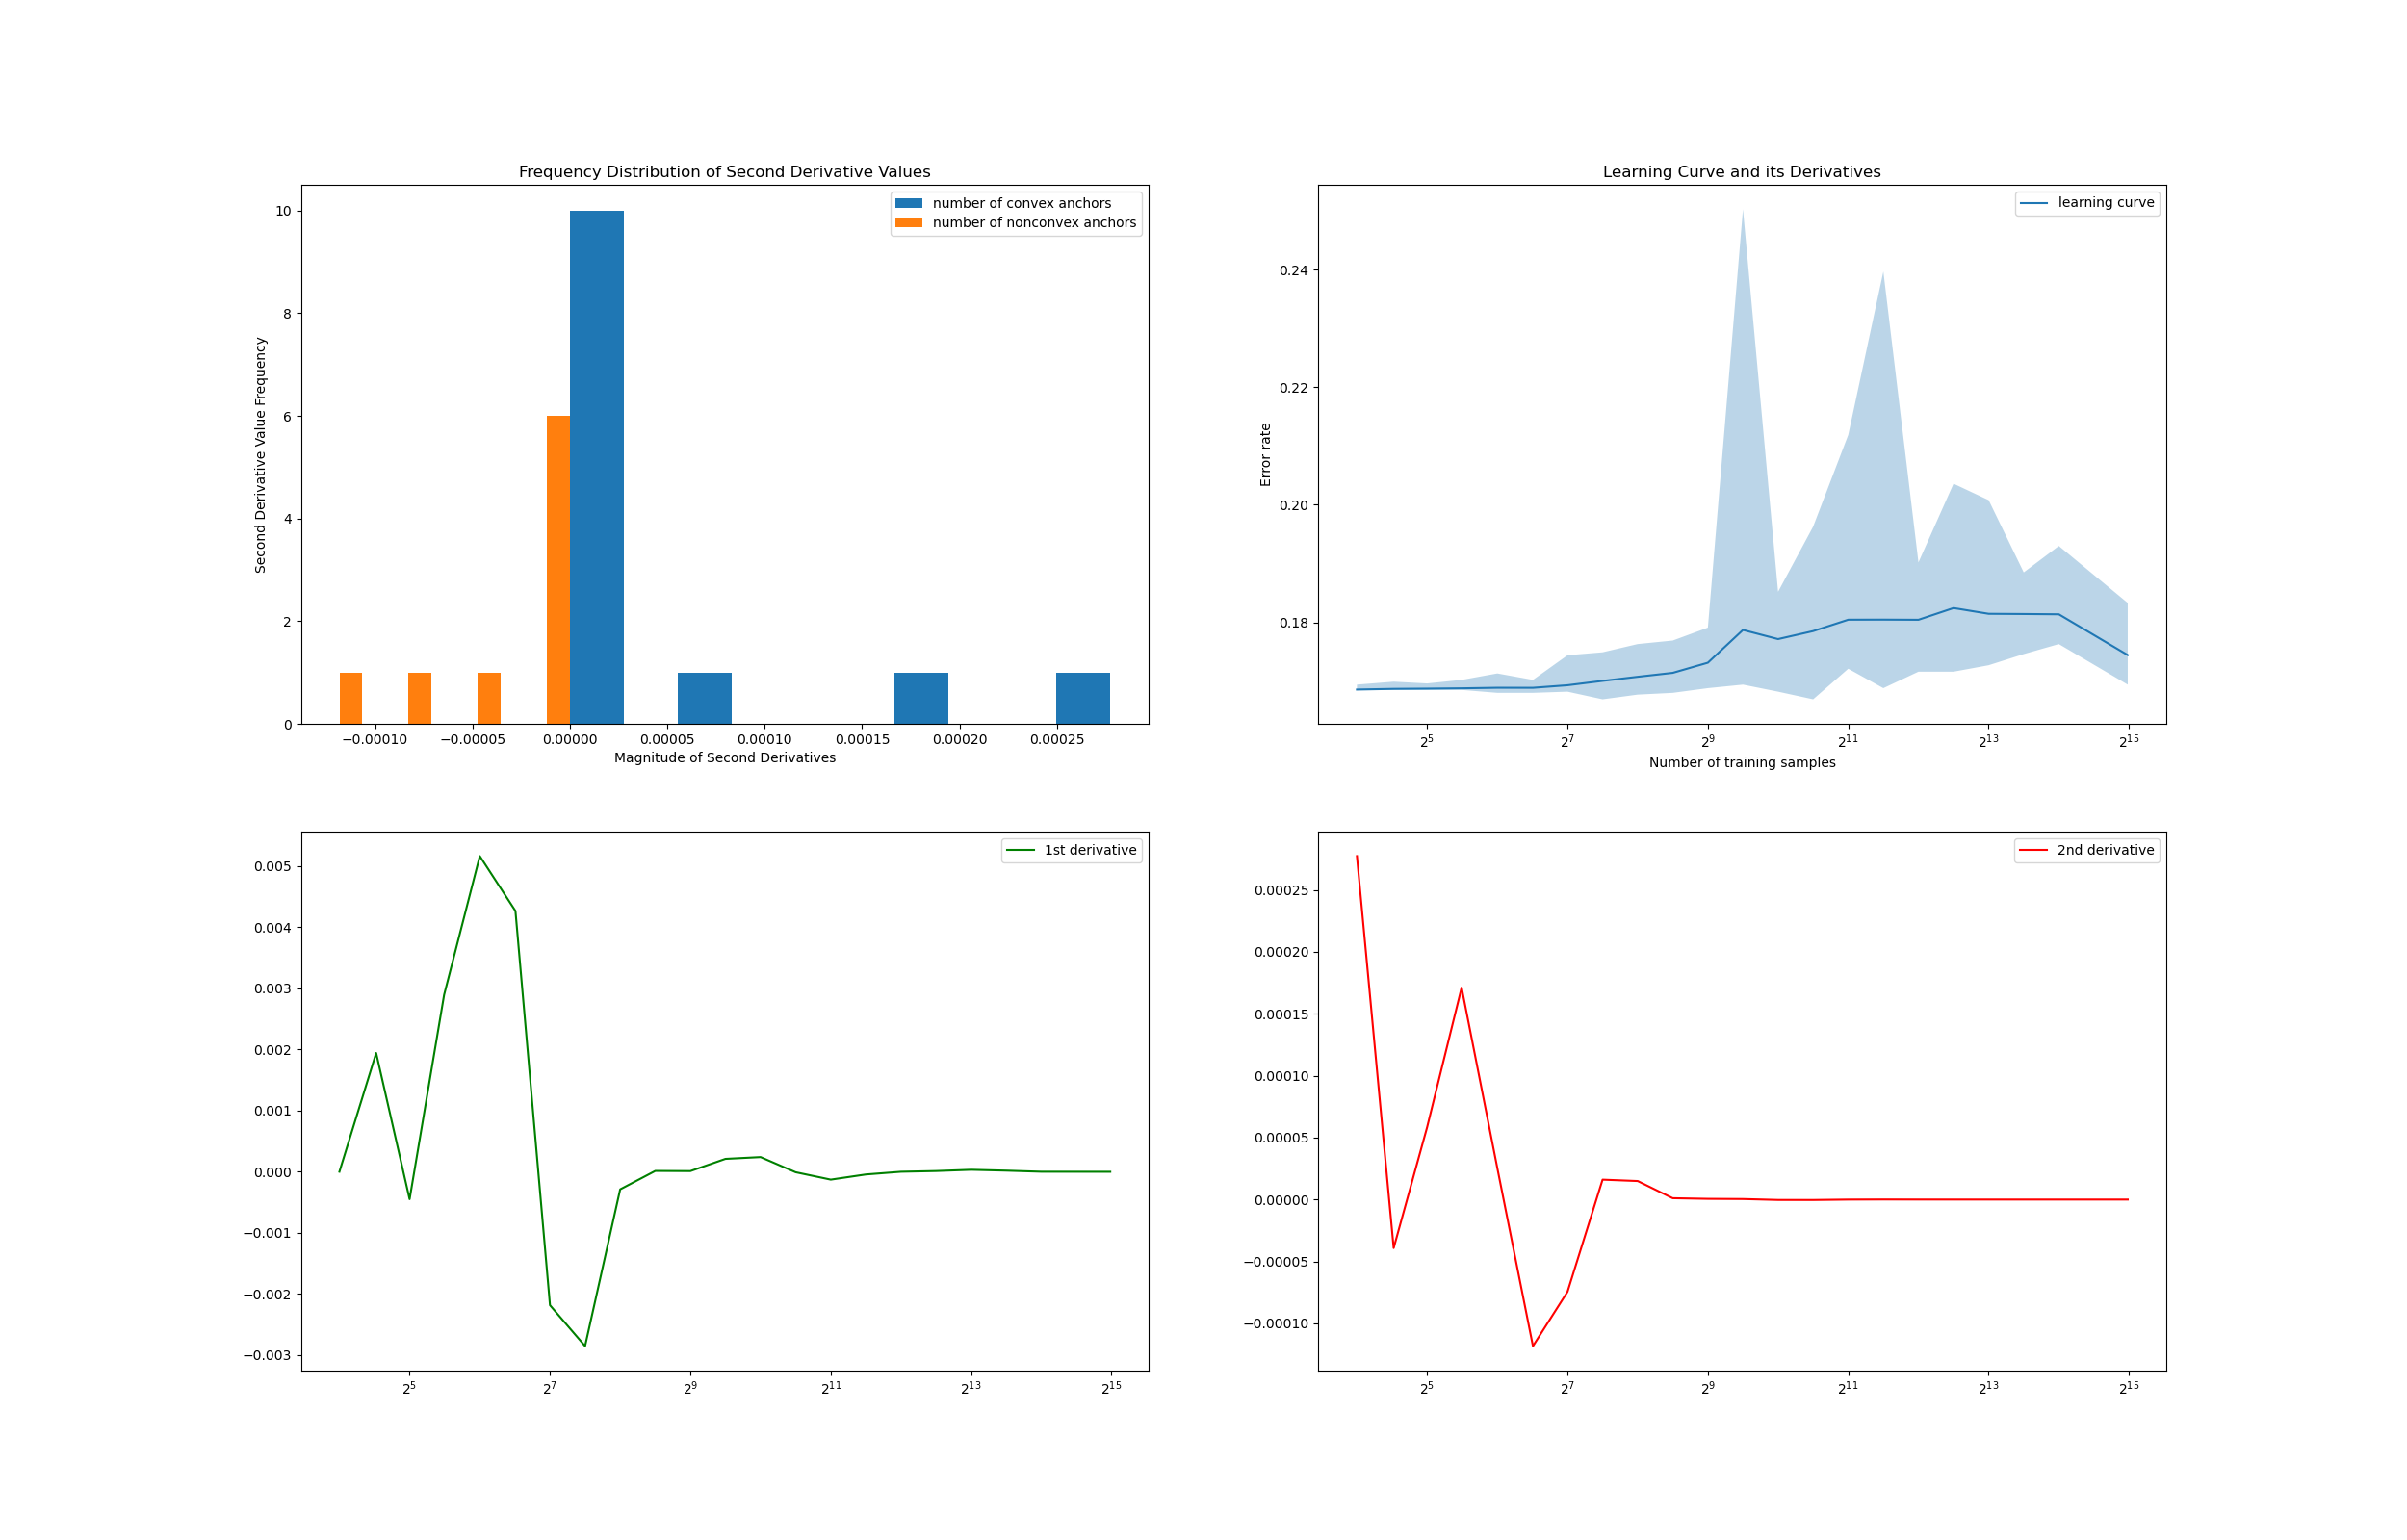 Frequency Distribution of Second Derivative Values
number of convex anchors
number of nonconvex anchors
10
8
6
4
2
0
Second Derivative Value Frequency
−0.00010 −0.00005 0.00000 0.00005 0.00010 0.00015 0.00020 0.00025
Magnitude of Second Derivatives
Learning Curve and its Derivatives
learning curve
0.24
0.22
0.20
0.18
Error rate
2^5 2^7 2^9 2^11 2^13 2^15
Number of training samples
1st derivative
0.005
0.004
0.003
0.002
0.001
0.000
−0.001
−0.002
−0.003
2^5 2^7 2^9 2^11 2^13 2^15
2nd derivative
0.00025
0.00020
0.00015
0.00010
0.00005
0.00000
−0.00005
−0.00010
2^5 2^7 2^9 2^11 2^13 2^15